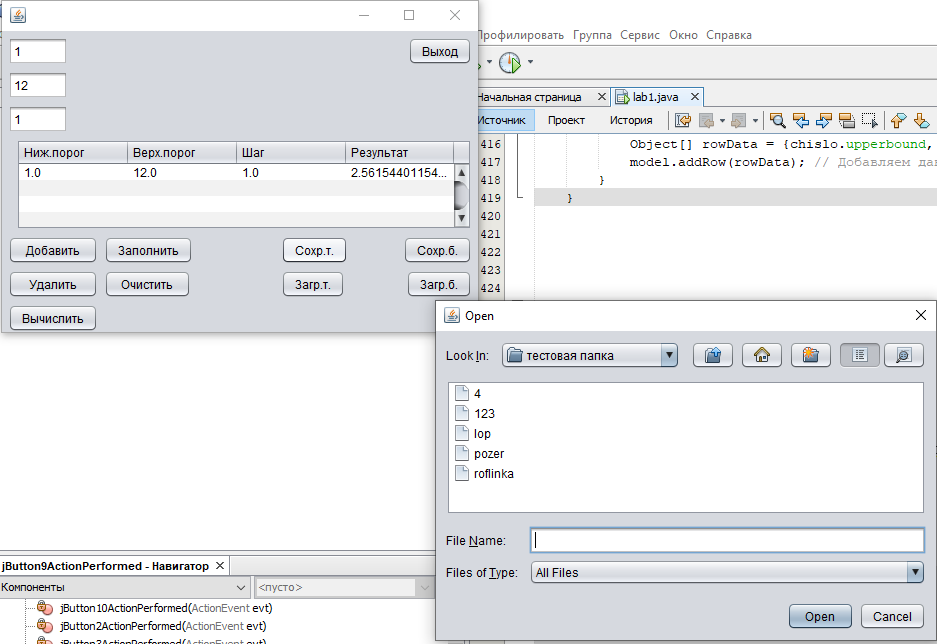 1
Выход
12
1
Ниж.порог Верх.порог Шаг Результат
1.0 12.0 1.0 2.56154401154...
Добавить Заполнить Сохр.т. Сохр.б.
Удалить Очистить Загр.т. Загр.б.
Вычислить
Профилировать Группа Сервис Окно Справка
Начальная страница lab1.java
Источник Проект История
416 Object[] rowData = {chislo.upperbound,
417 model.addRow(rowData); // Добавляем дан
418 }
419 }
420
421
422
423
424
Open
Look In: тестовая папка
4
123
lop
pozer
roflinka
File Name:
Files of Type: All Files
Open Cancel
jButton9ActionPerformed - Навигатор
Компоненты <пусто>
jButton10ActionPerformed(ActionEvent evt)
jButton2ActionPerformed(ActionEvent evt)
jButton3ActionPerformed(ActionEvent evt)